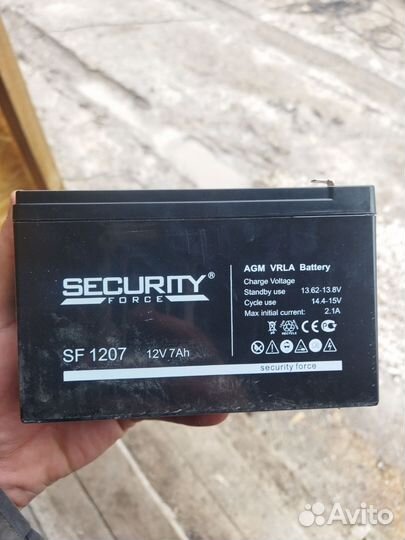 SECURITY®
FORCE
SF 1207 12V 7Ah
AGM VRLA Battery
Charge Voltage
Standby use 13.62-13.8V
Cycle use 14.4-15V
Max initial current: 2.1A
security force
Avito